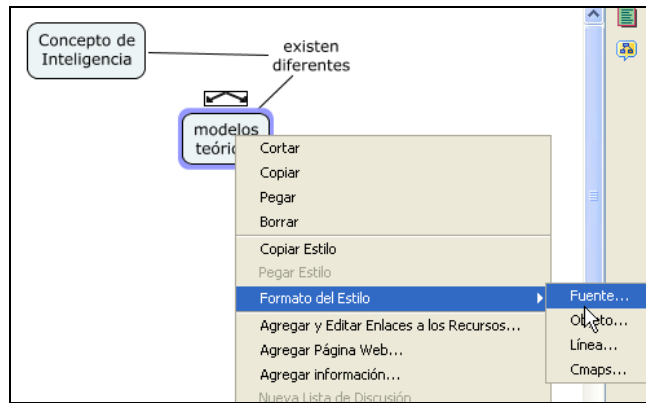 Concepto de
Inteligencia
existen
diferentes
modelos
Cortar
Copiar
Pegar
Borrar
Copiar Estilo
Pegar Estilo
Formato del Estilo
Agregar y Editar Enlaces a los Recursos...
Agregar Página Web...
Agregar información...
Nueva Lista de Discusión
Fuente...
Objeto...
Línea...
Cmaps...